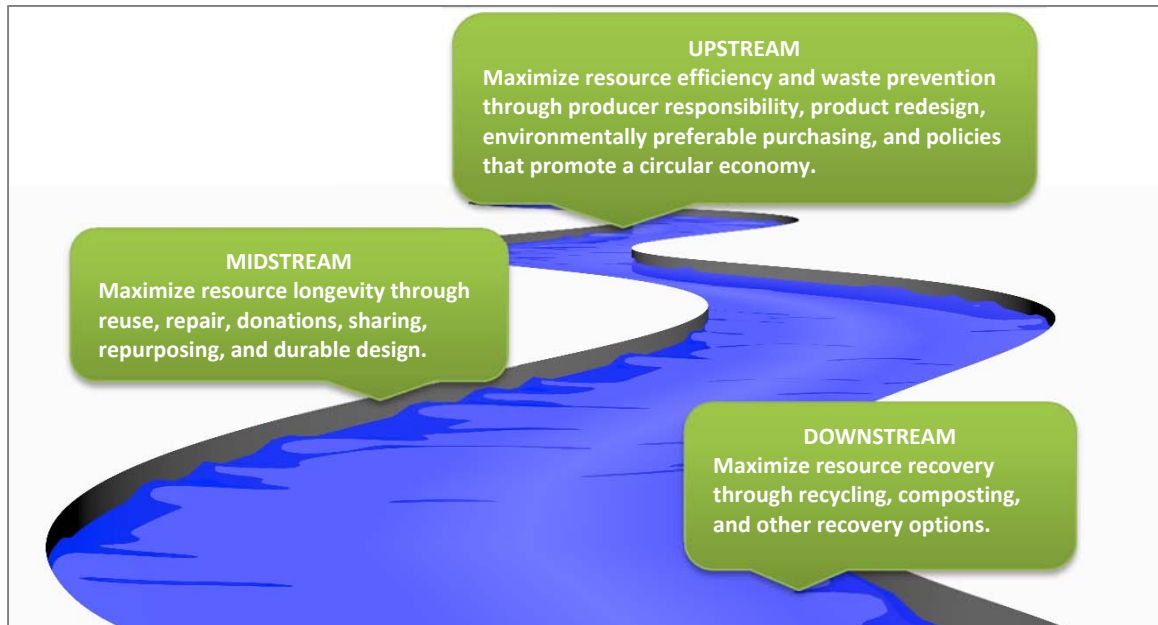 UPSTREAM
Maximize resource efficiency and waste prevention
through producer responsibility, product redesign,
environmentally preferable purchasing, and policies
that promote a circular economy.
MIDSTREAM
Maximize resource longevity through
reuse, repair, donations, sharing,
repurposing, and durable design.
DOWNSTREAM
Maximize resource recovery
through recycling, composting,
and other recovery options.